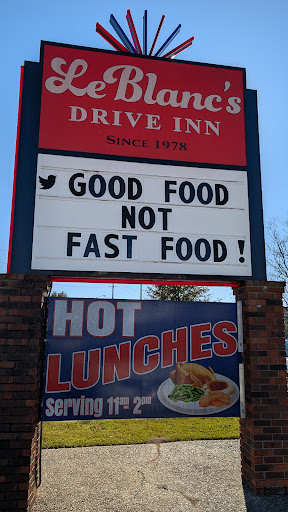 LeBlanc's
DRIVE INN
SINCE 1978
GOOD FOOD
NOT
FAST FOOD!
HOT
LUNCHES
Serving 11am - 2pm